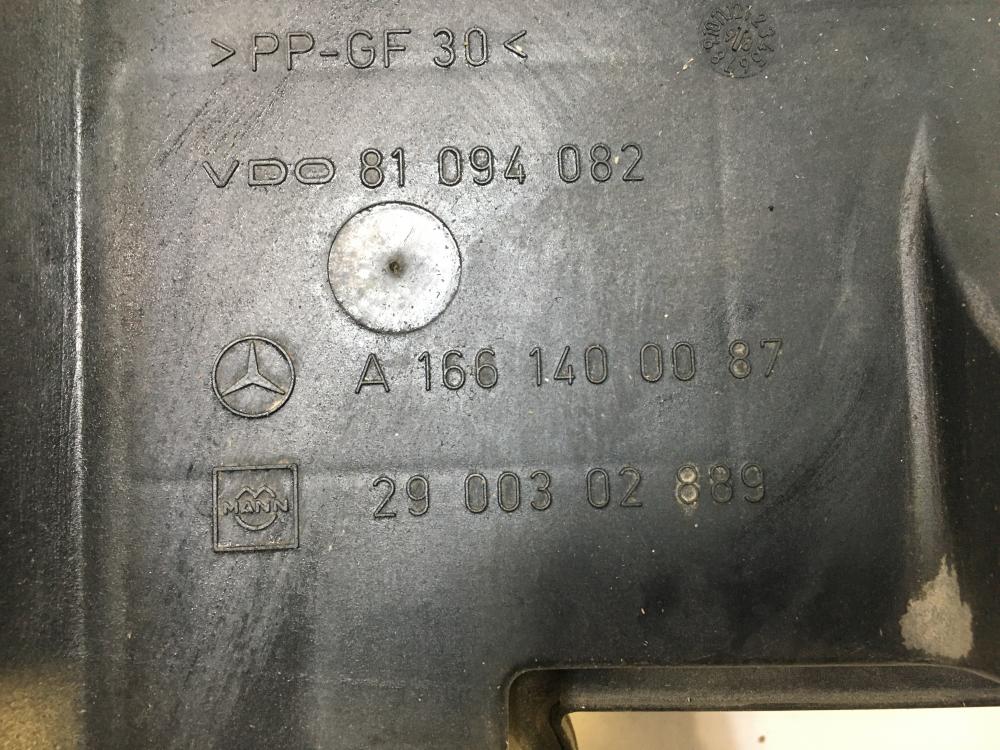 >PP-GF 30<
VDO 81 094 082
A 166 140 00 87
MANN 29 003 02 889